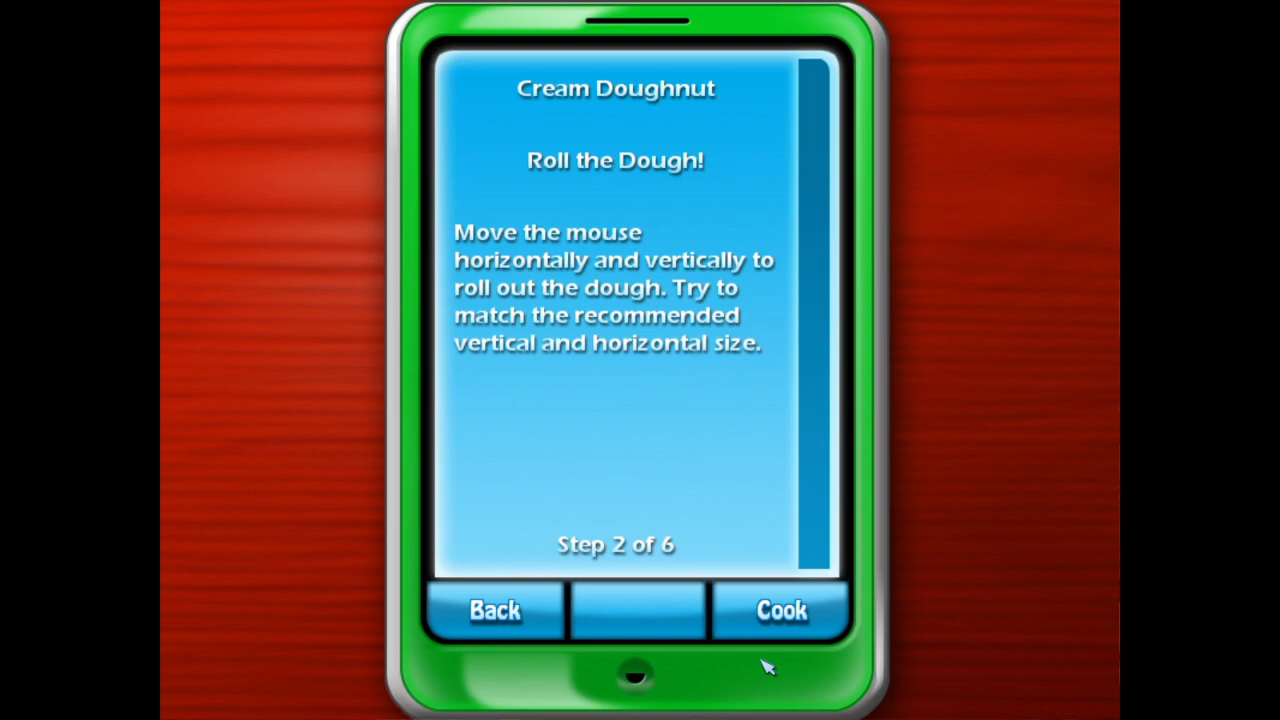 Cream Doughnut
Roll the Dough!
Move the mouse
horizontally and vertically to
roll out the dough. Try to
match the recommended
vertical and horizontal size.
Step 2 of 6
Back
Cook